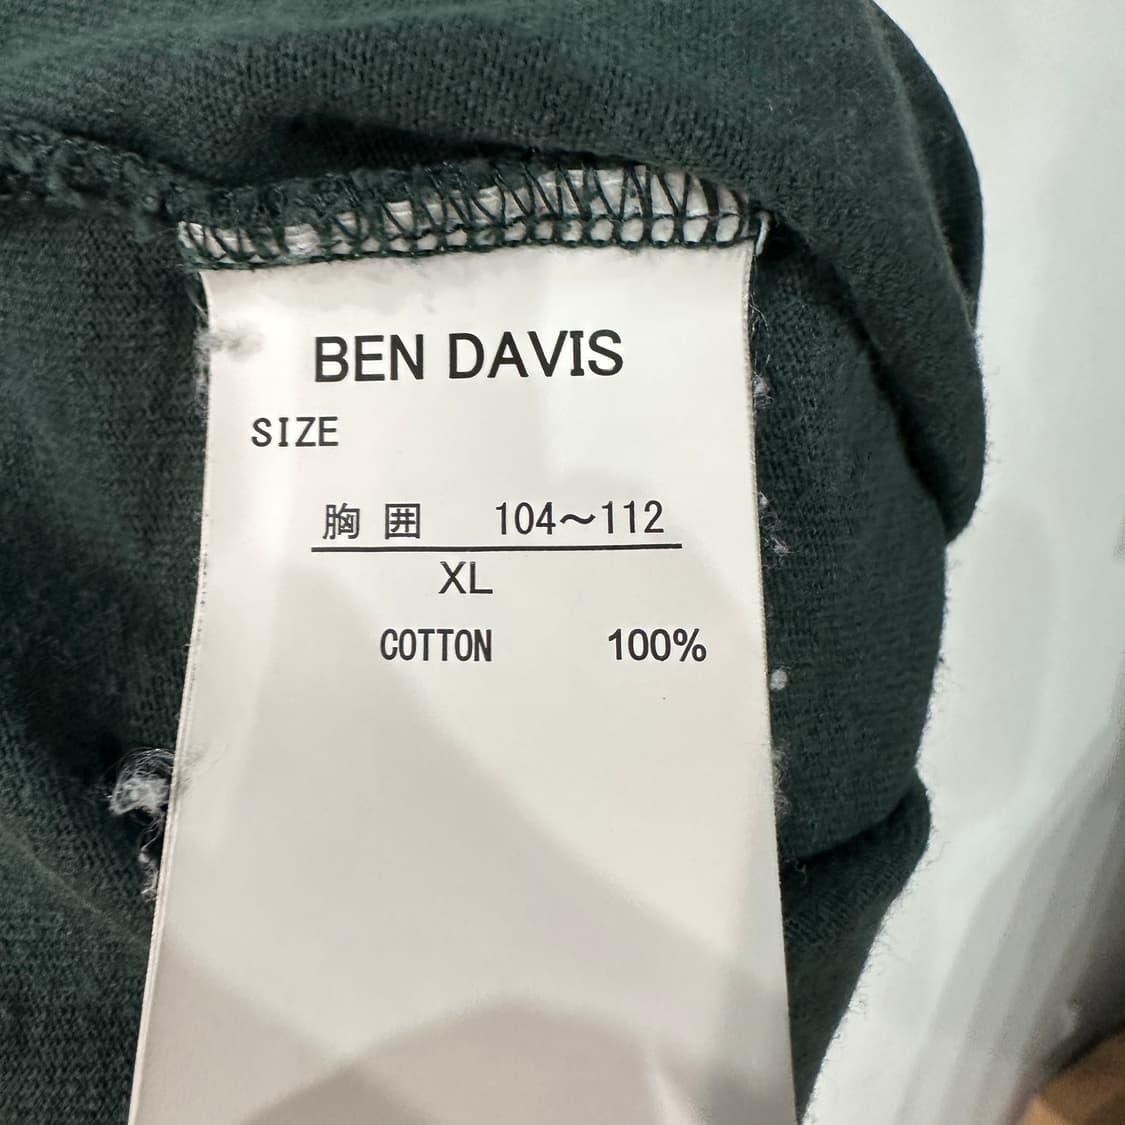 BEN DAVIS
SIZE
胸 囲 104～112
XL
COTTON 100%